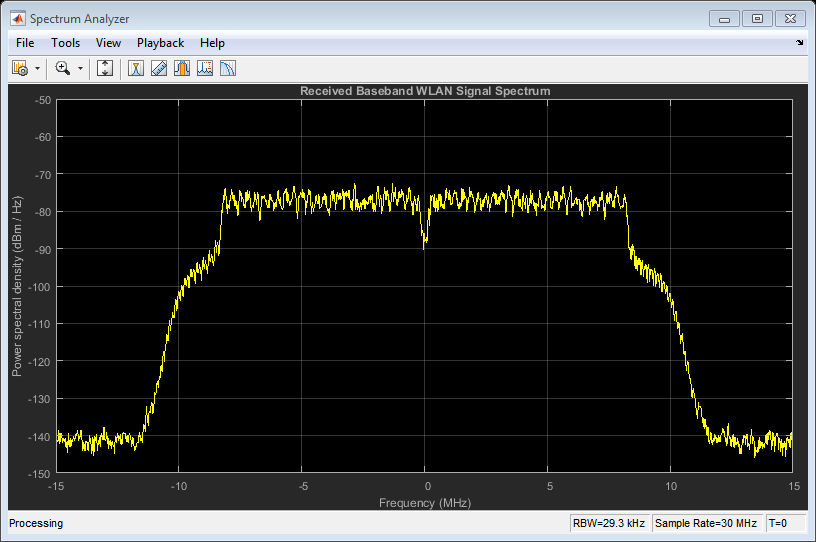 Spectrum Analyzer
File Tools View Playback Help
Received Baseband WLAN Signal Spectrum
Power spectral density (dBm / Hz)
-50
-60
-70
-80
-90
-100
-110
-120
-130
-140
-150
-15 -10 -5 0 5 10 15
Frequency (MHz)
Processing RBW=29.3 kHz Sample Rate=30 MHz T=0